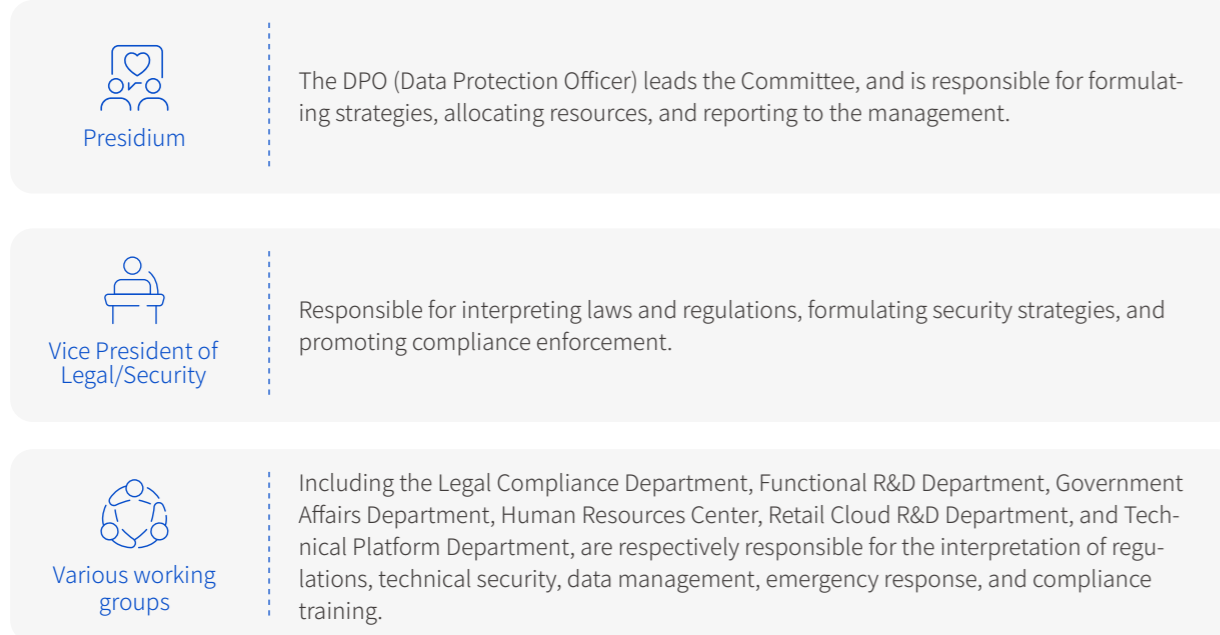 Presidium
The DPO (Data Protection Officer) leads the Committee, and is responsible for formulat-
ing strategies, allocating resources, and reporting to the management.
Vice President of
Legal/Security
Responsible for interpreting laws and regulations, formulating security strategies, and
promoting compliance enforcement.
Various working
groups
Including the Legal Compliance Department, Functional R&D Department, Government
Affairs Department, Human Resources Center, Retail Cloud R&D Department, and Tech-
nical Platform Department, are respectively responsible for the interpretation of regu-
lations, technical security, data management, emergency response, and compliance
training.